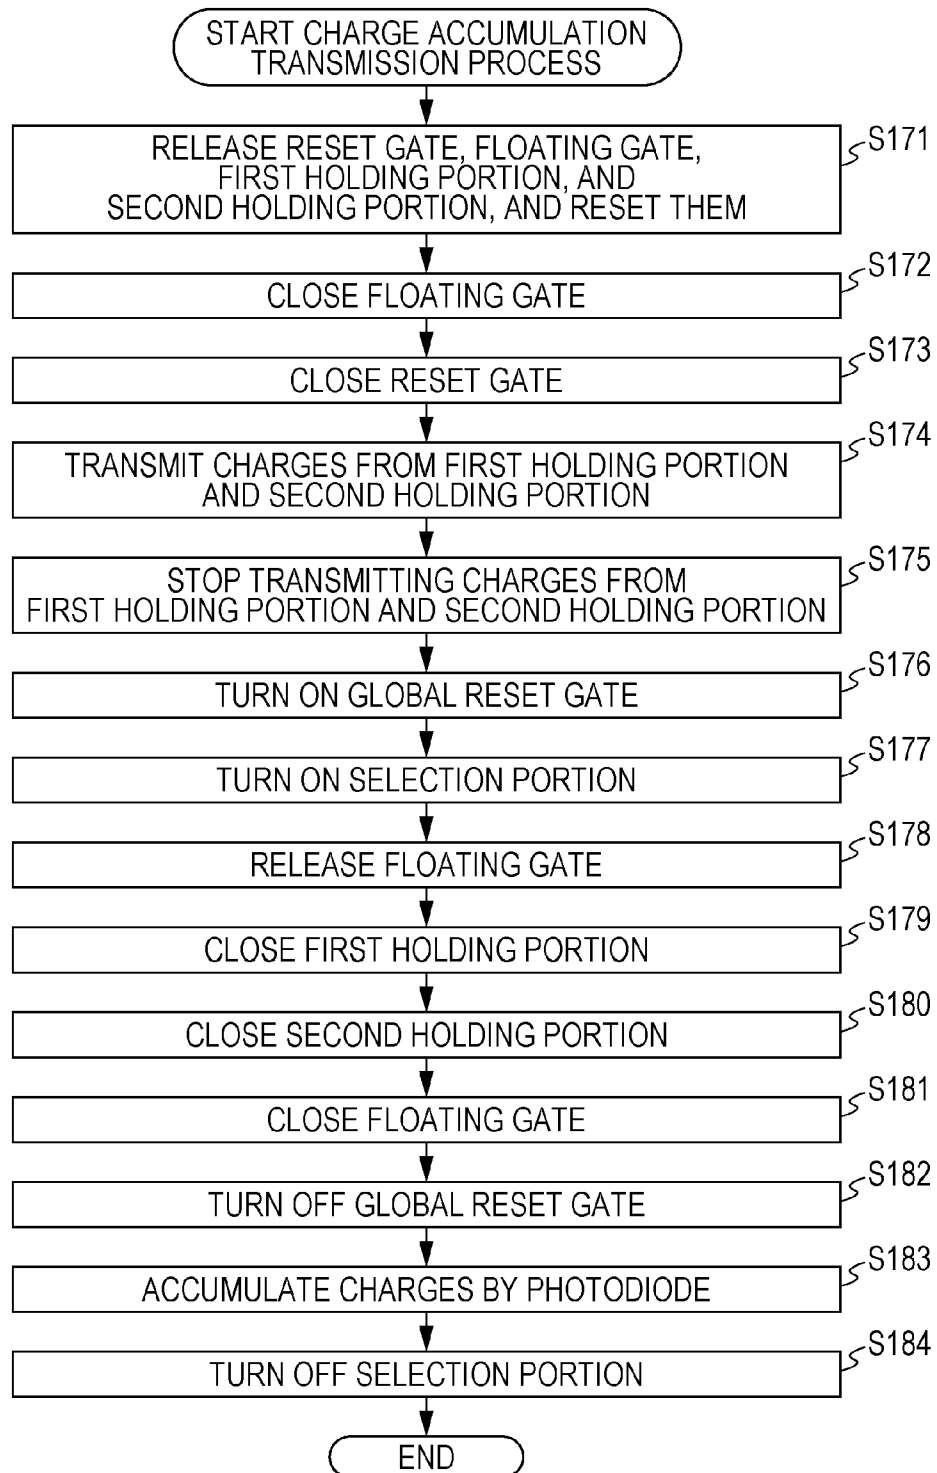 START CHARGE ACCUMULATION
TRANSMISSION PROCESS
S171
RELEASE RESET GATE, FLOATING GATE,
FIRST HOLDING PORTION, AND
SECOND HOLDING PORTION, AND RESET THEM
S172
CLOSE FLOATING GATE
S173
CLOSE RESET GATE
S174
TRANSMIT CHARGES FROM FIRST HOLDING PORTION
AND SECOND HOLDING PORTION
S175
STOP TRANSMITTING CHARGES FROM
FIRST HOLDING PORTION AND SECOND HOLDING PORTION
S176
TURN ON GLOBAL RESET GATE
S177
TURN ON SELECTION PORTION
S178
RELEASE FLOATING GATE
S179
CLOSE FIRST HOLDING PORTION
S180
CLOSE SECOND HOLDING PORTION
S181
CLOSE FLOATING GATE
S182
TURN OFF GLOBAL RESET GATE
S183
ACCUMULATE CHARGES BY PHOTODIODE
S184
TURN OFF SELECTION PORTION
END